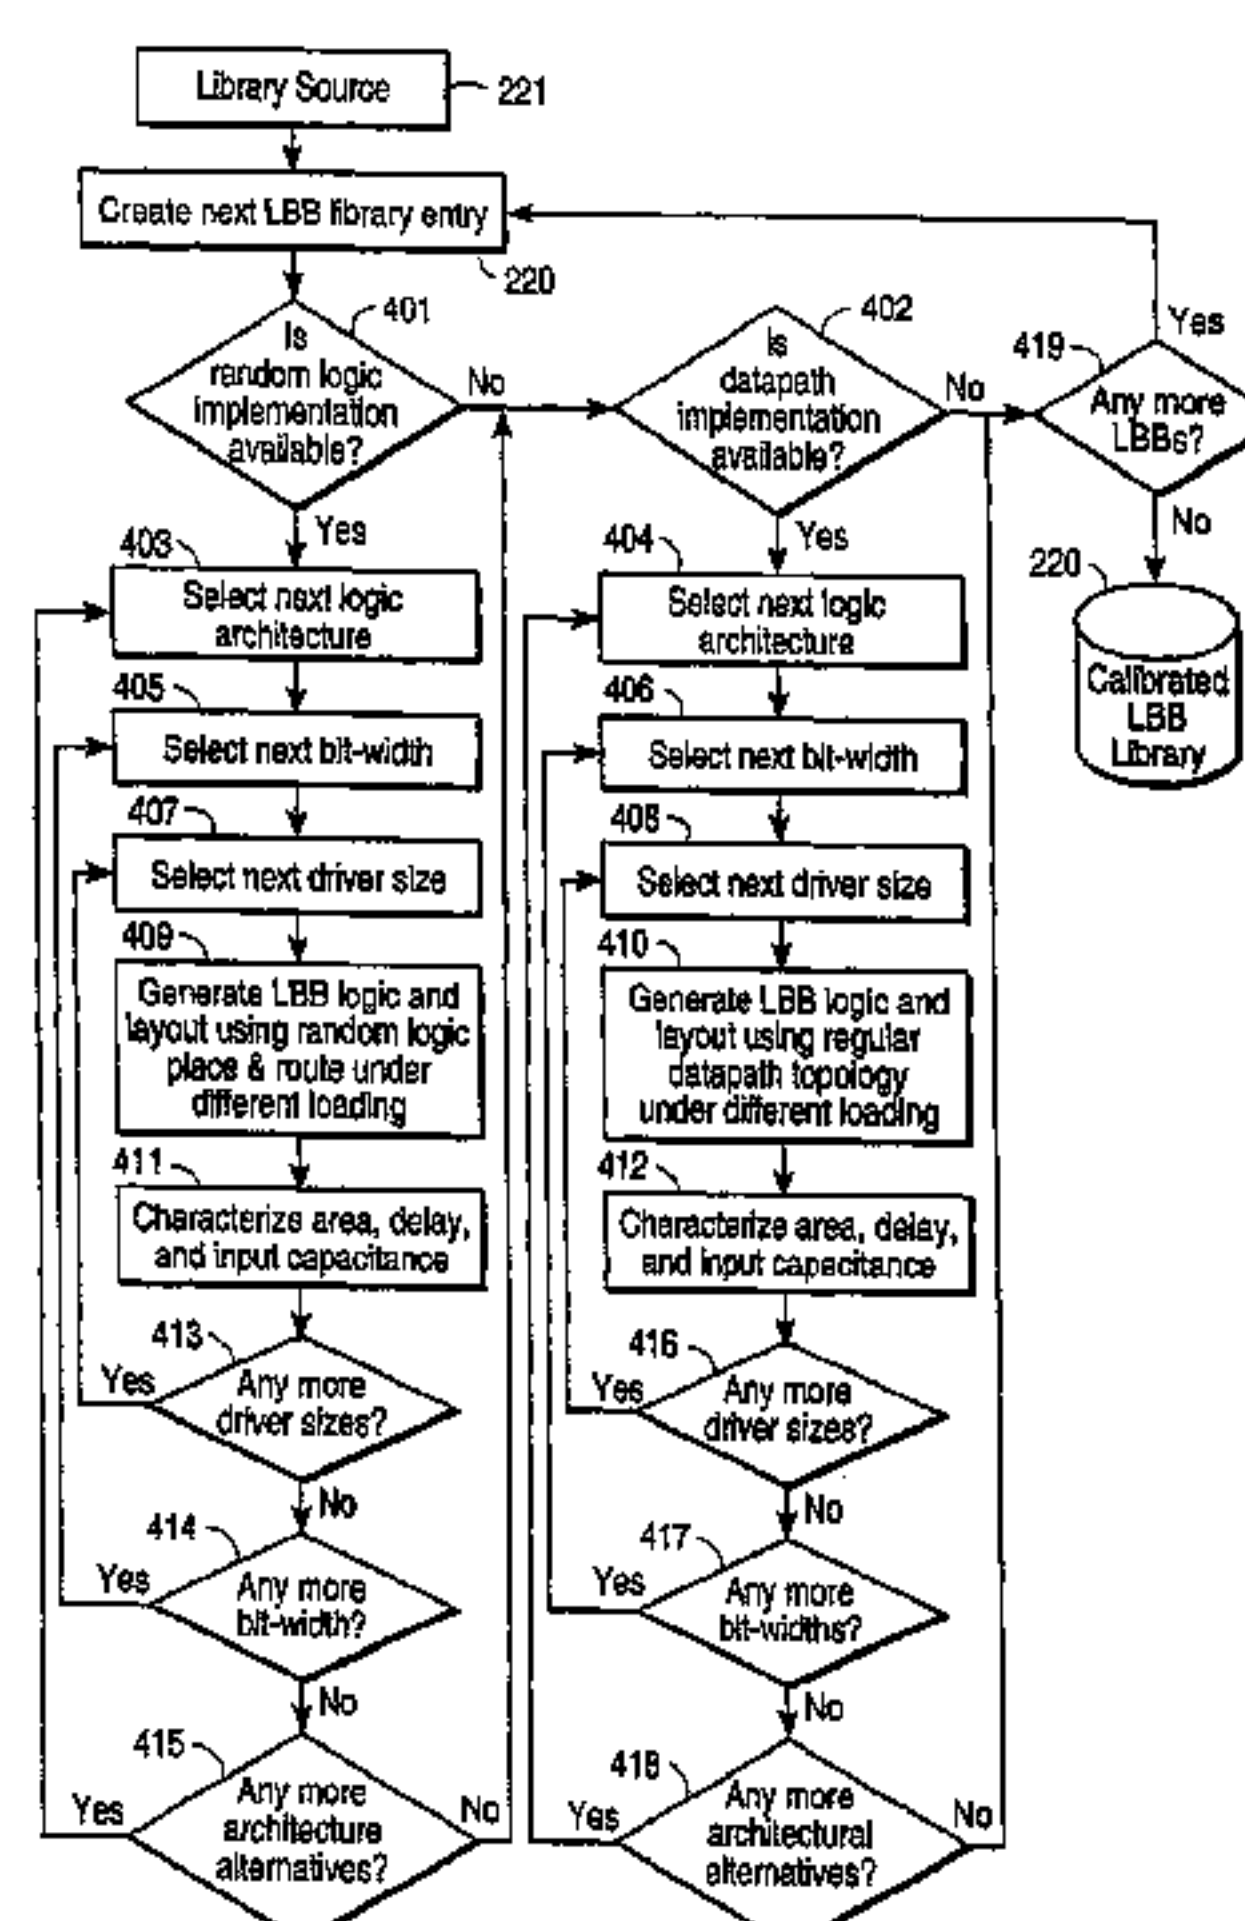 Library Source
221
Create next LBB library entry
220
401
Is
random logic
implementation
available?
No
Yes
402
Is
datapath
implementation
available?
No
Yes
419
Any more
LBBs?
Yes
No
220
Calibrated
LBB
Library
403
Select next logic
architecture
405
Select next bit-width
407
Select next driver size
409
Generate LBB logic and
layout using random logic
place & route under
different loading
411
Characterize area, delay,
and input capacitance
413
Any more
driver sizes?
Yes
No
414
Any more
bit-width?
Yes
No
415
Any more
architecture
alternatives?
Yes
No
404
Select next logic
architecture
406
Select next bit-width
408
Select next driver size
410
Generate LBB logic and
layout using regular
datapath topology
under different loading
412
Characterize area, delay,
and input capacitance
416
Any more
driver sizes?
Yes
No
417
Any more
bit-widths?
Yes
No
418
Any more
architectural
alternatives?
Yes
No